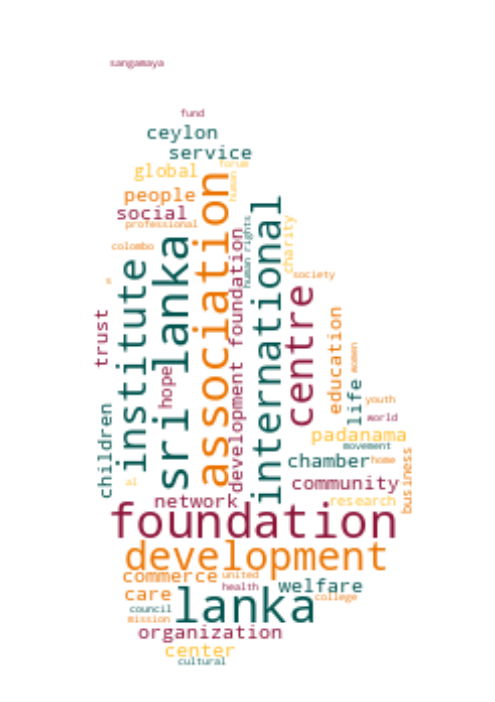 sangamaya
fund
ceylon
service
forum
global
human
people
association
international
social
professional
charity
human rights
development foundation
sri lanka
colombo
institute
society
a
centre
trust
education
women
hope
life
youth
children
world
padanama
movement
chamber
home
business
community
al
network
research
foundation
development
commerce
united
health
welfare
care
lanka
college
council
mission
organization
center
cultural